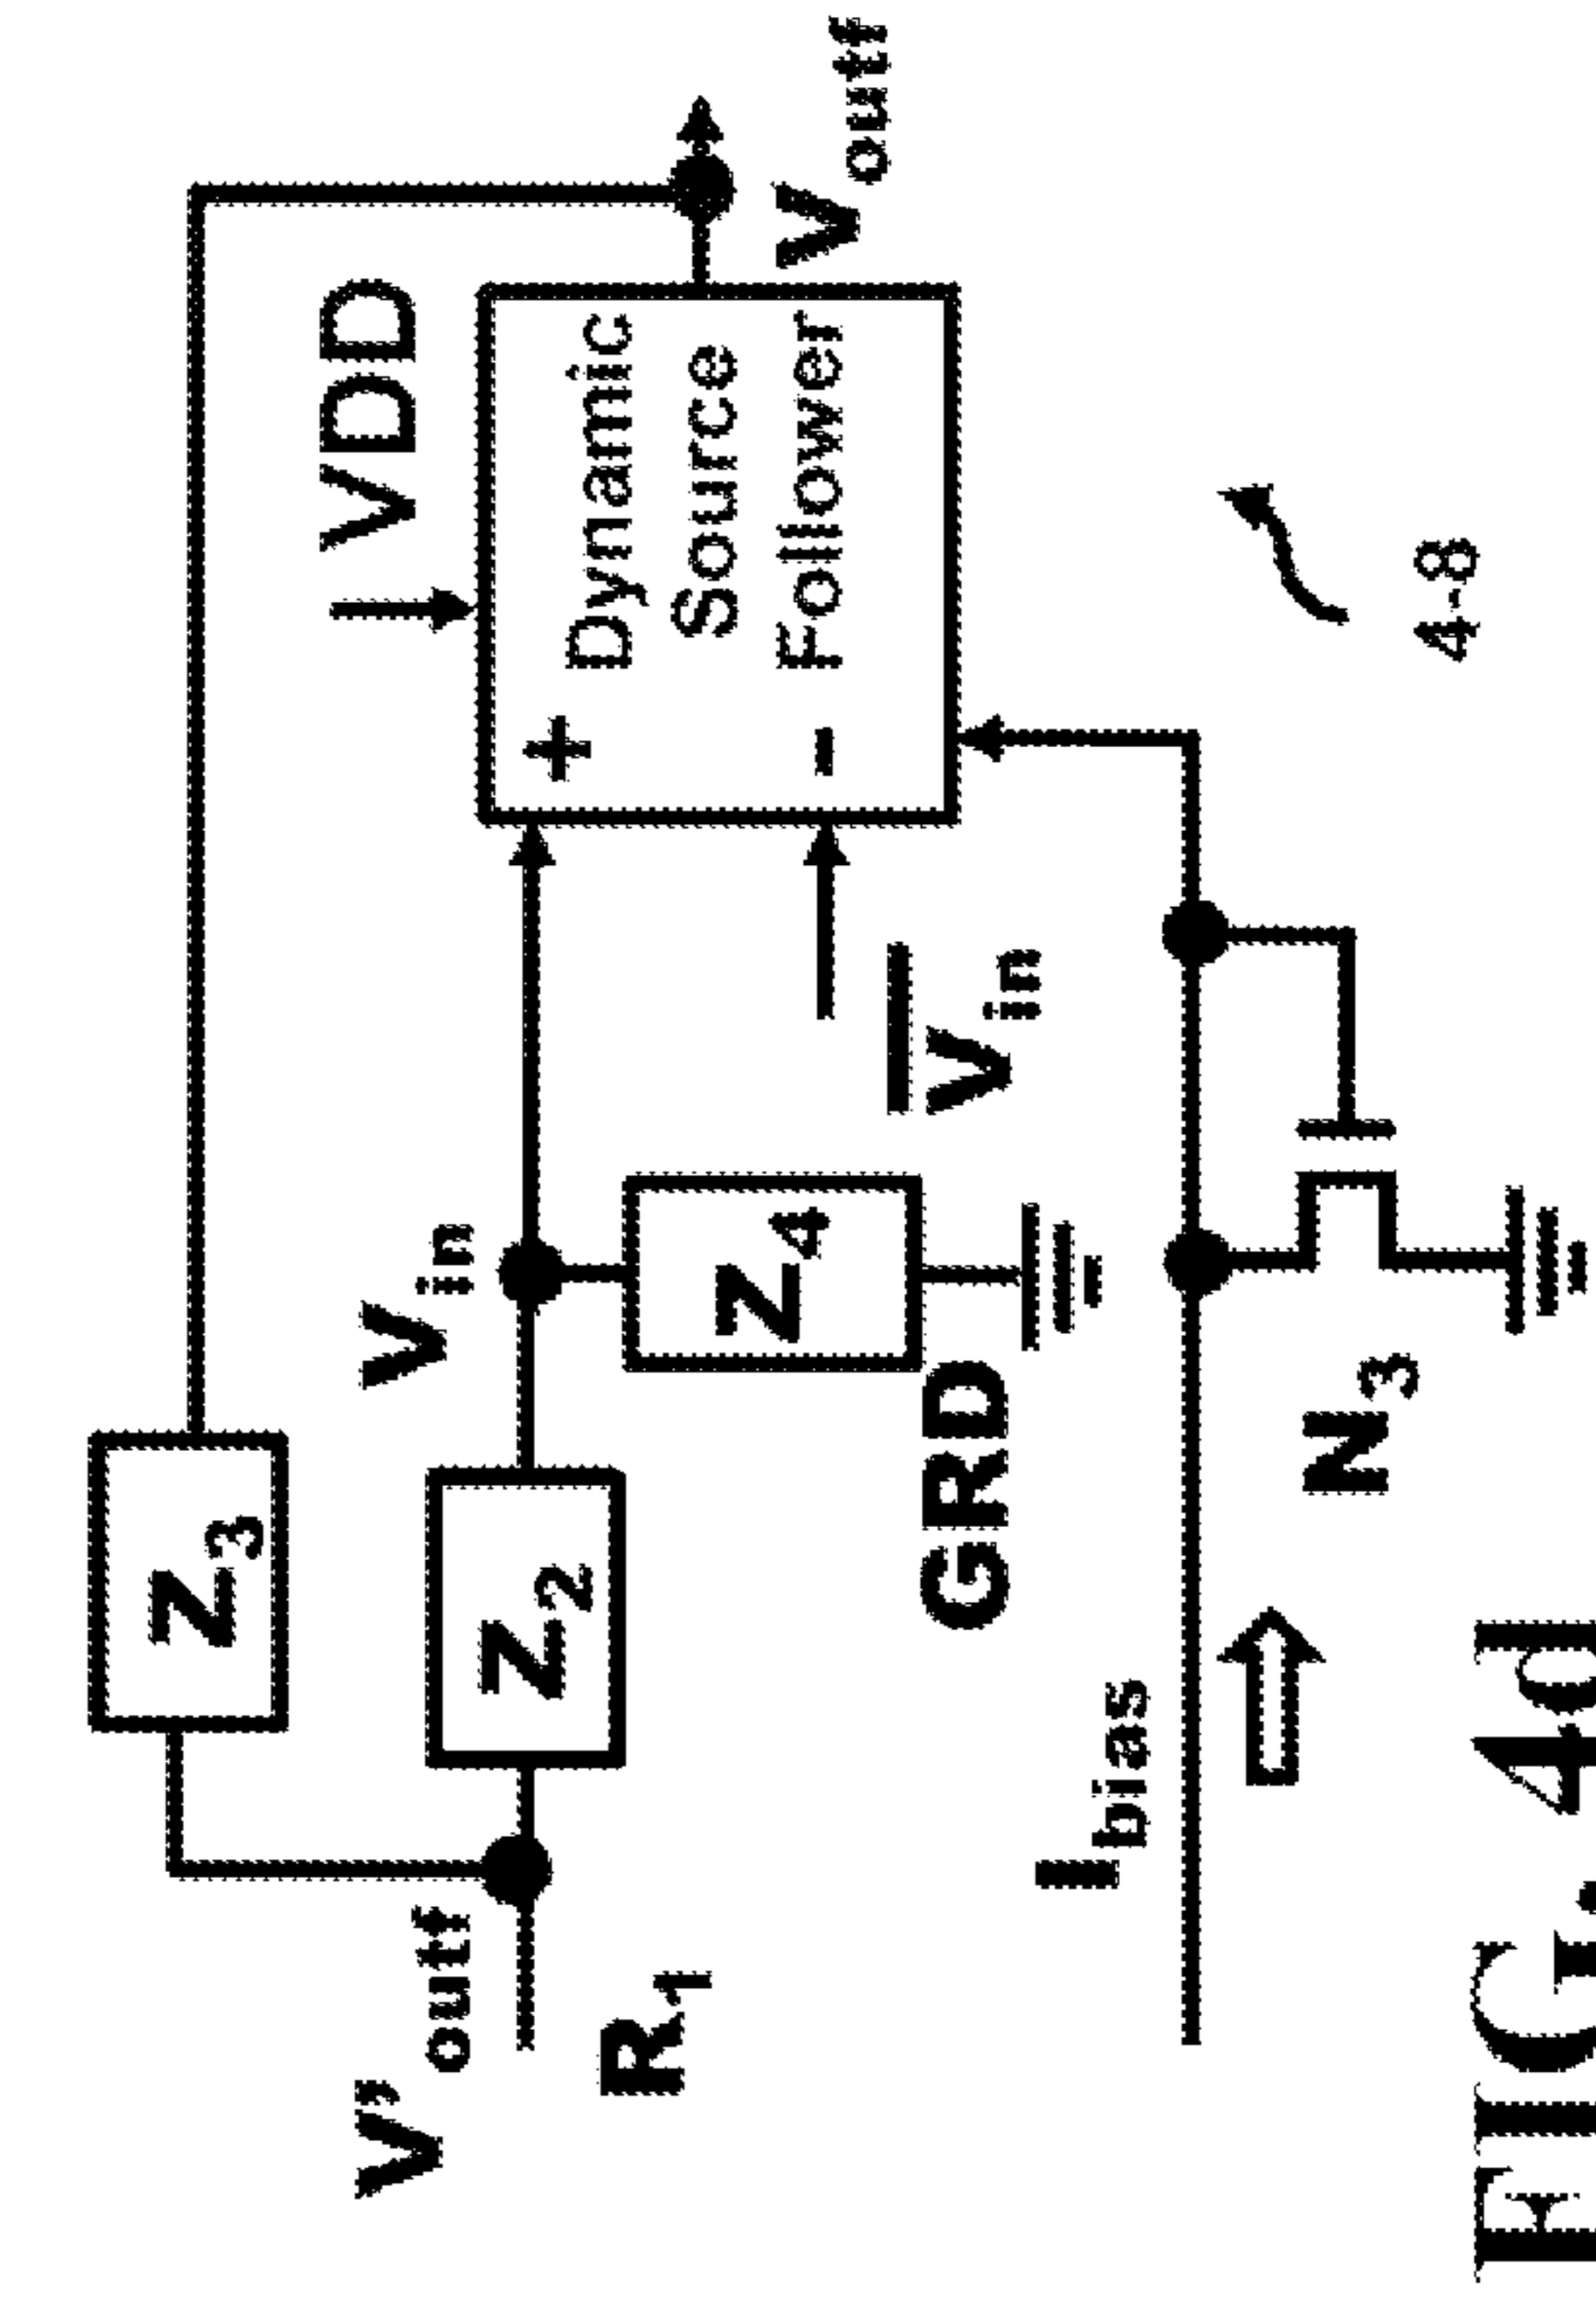 Z3
VDD
V"outf
Z2
Vin
+ Dynamic
Source
- Follower
Z4
R1
Voutf
V̅in
GRD
Ibias
N3
4-8
FIG. 4d